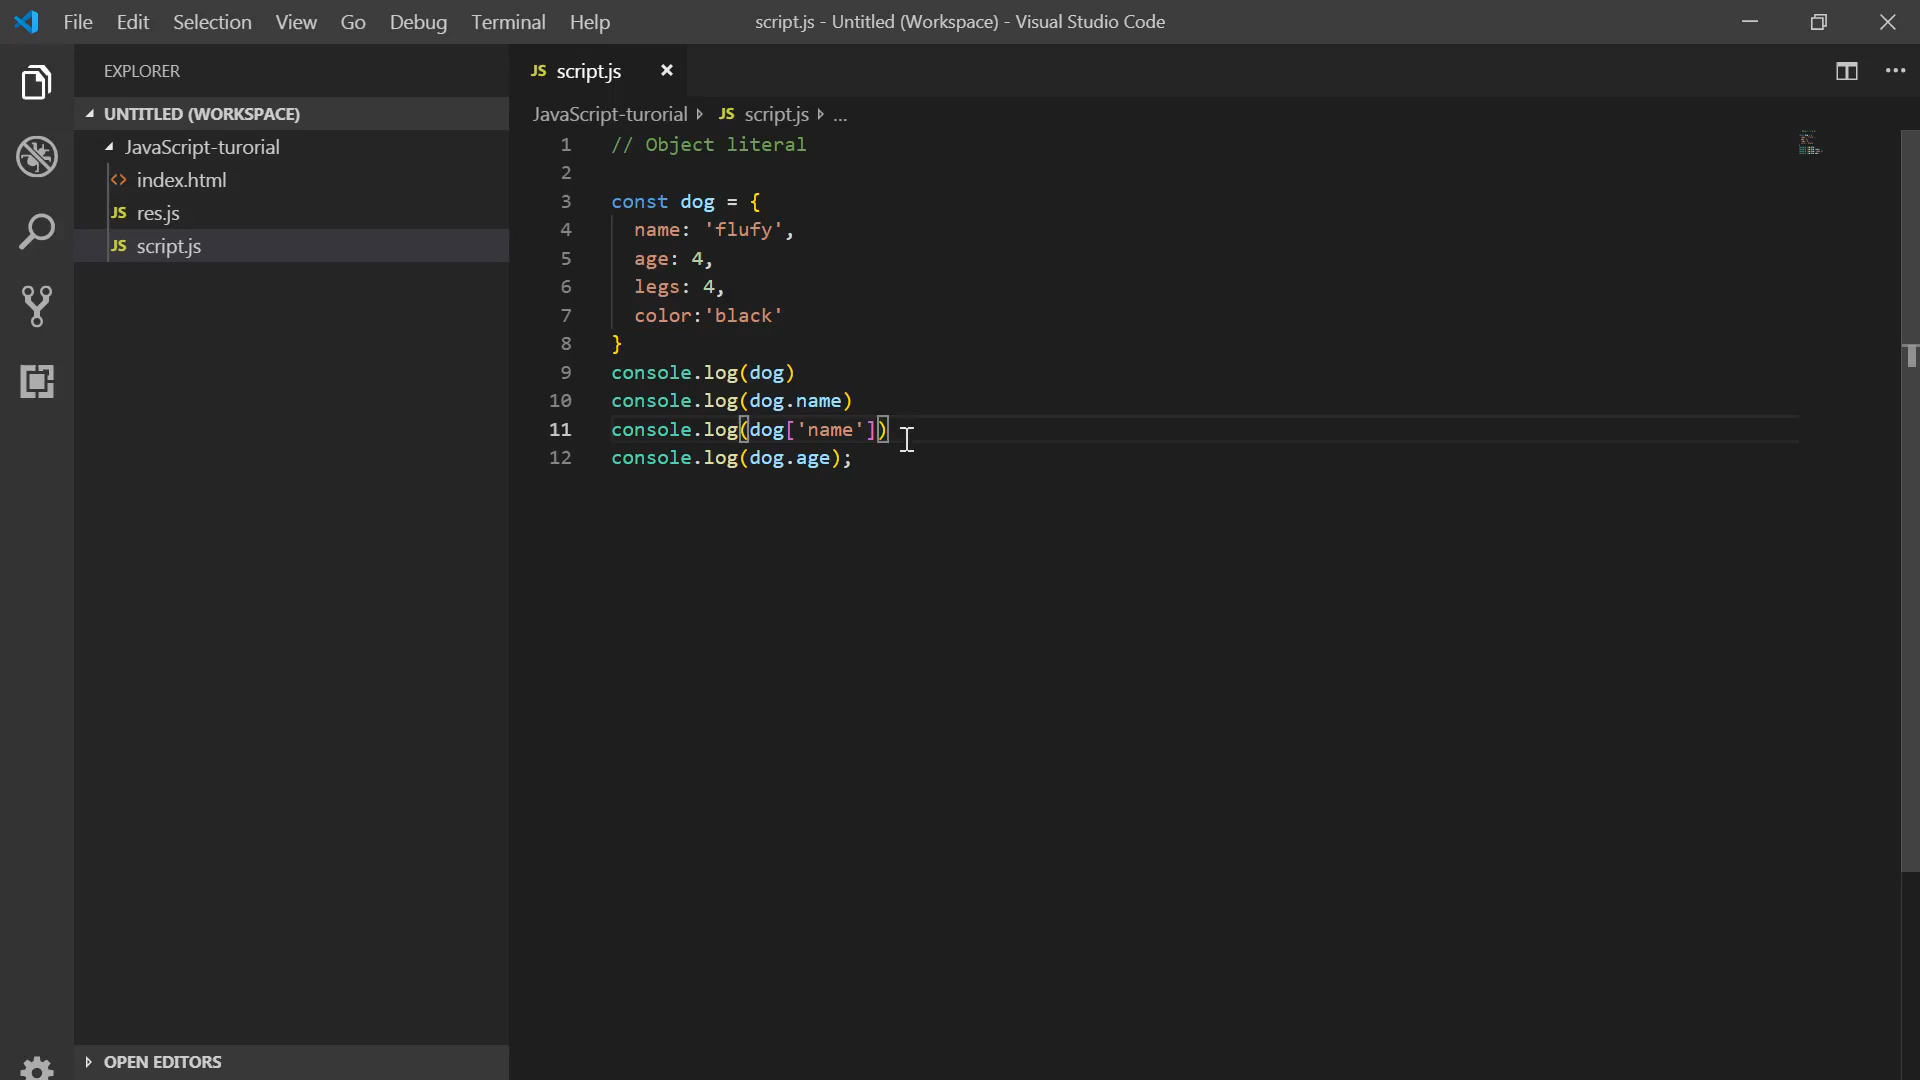 File Edit Selection View Go Debug Terminal Help script.js - Untitled (Workspace) - Visual Studio Code
EXPLORER
UNTITLED (WORKSPACE)
JavaScript-turorial
index.html
JS res.js
JS script.js
OPEN EDITORS
JS script.js
JavaScript-turorial JS script.js ...
1 // Object literal
2
3 const dog = {
4   name: 'flufy',
5   age: 4,
6   legs: 4,
7   color:'black'
8 }
9 console.log(dog)
10 console.log(dog.name)
11 console.log(dog['name'])
12 console.log(dog.age);